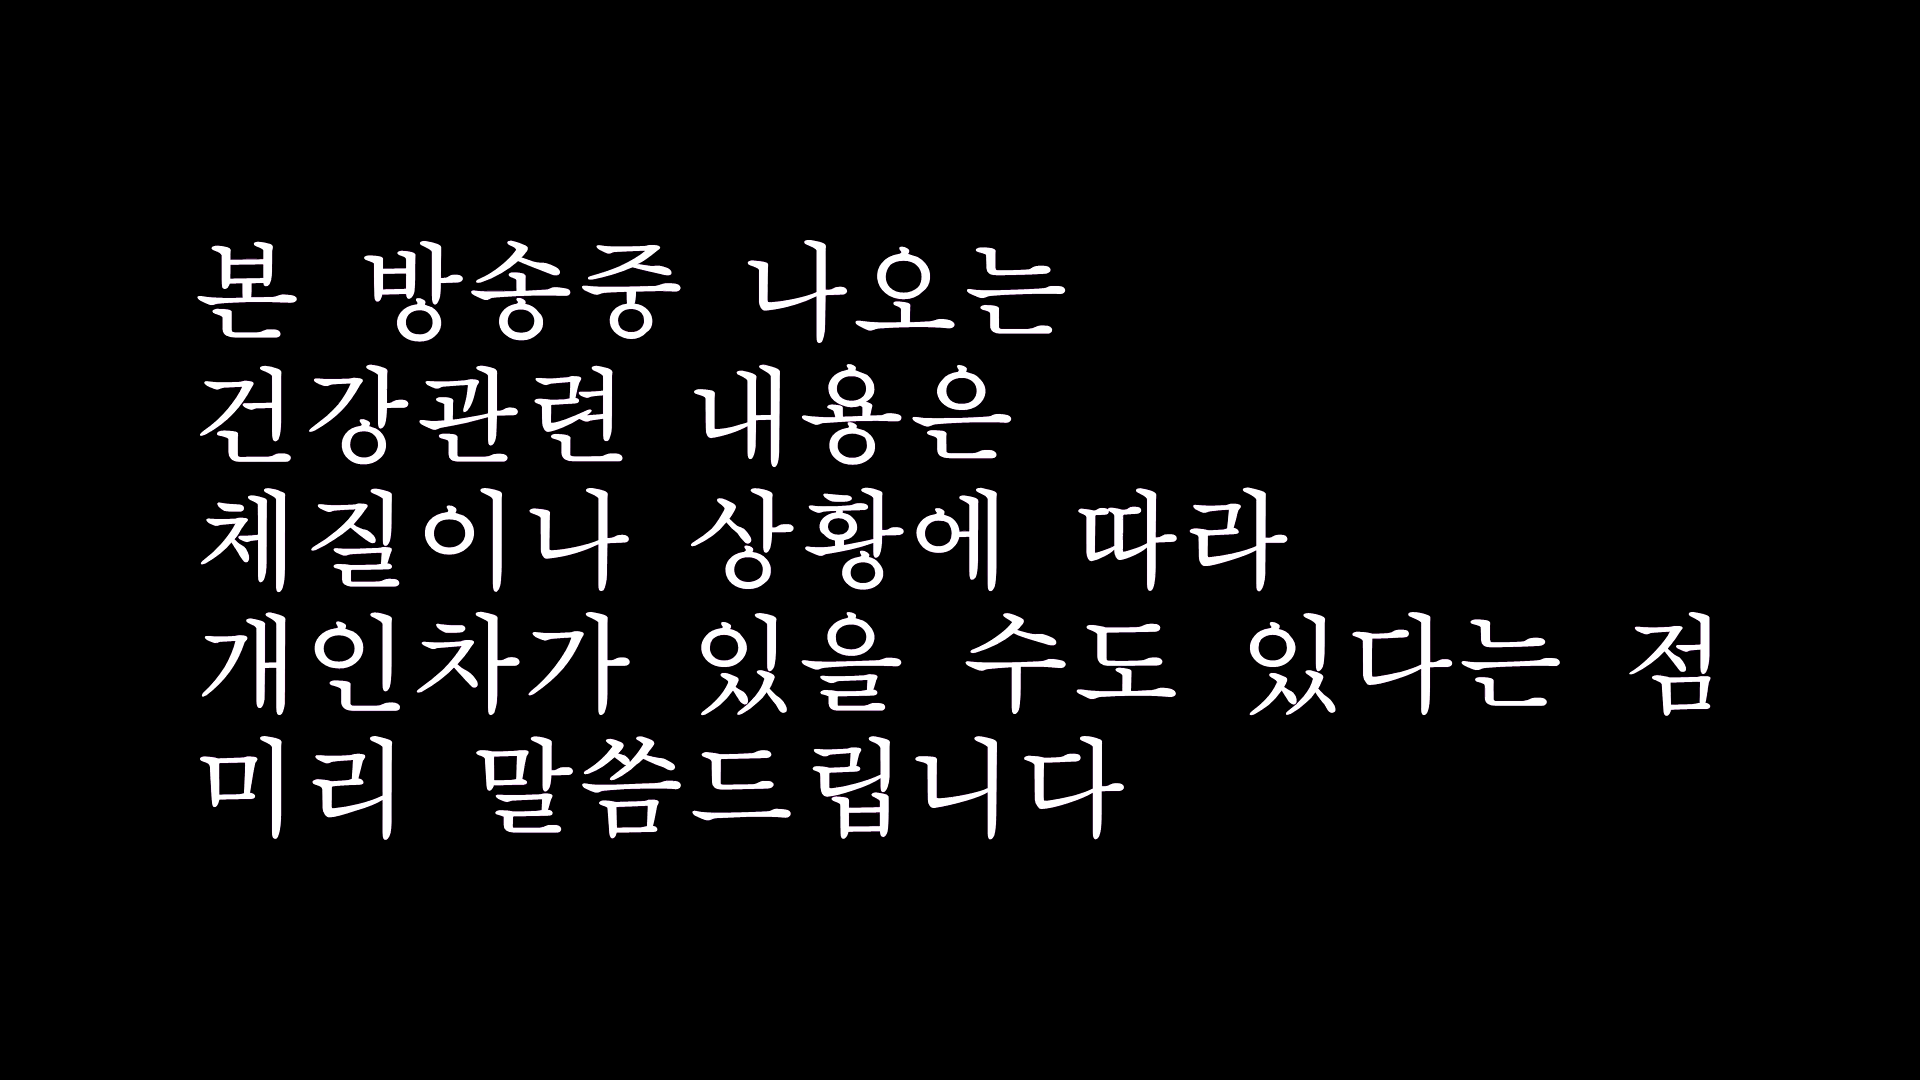 본 방송중 나오는
건강관련 내용은
체질이나 상황에 따라
개인차가 있을 수도 있다는 점
미리 말씀드립니다